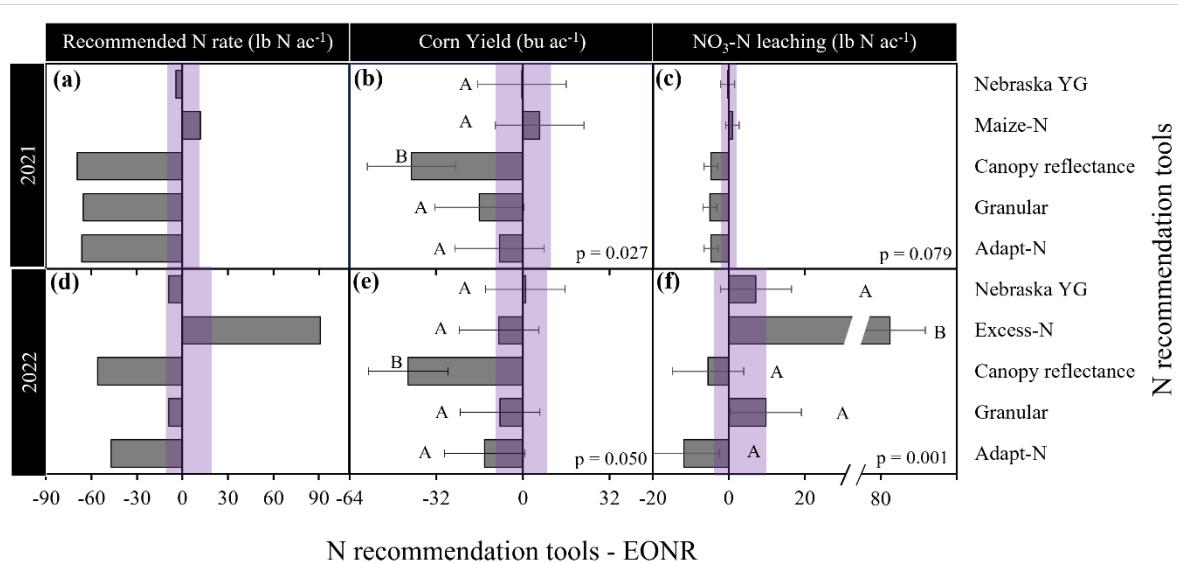 Recommended N rate (lb N ac⁻¹) Corn Yield (bu ac⁻¹) NO₃-N leaching (lb N ac⁻¹)
2021
(a) (b) A (c) Nebraska YG
A Maize-N
B Canopy reflectance
A Granular
A p = 0.027 p = 0.079 Adapt-N
2022
(d) (e) A (f) A Nebraska YG
A B Excess-N
B A Canopy reflectance
A A Granular
A p = 0.050 A p = 0.001 Adapt-N
-90 -60 -30 0 30 60 90 -64 -32 0 32 -20 0 20 80
N recommendation tools - EONR
N recommendation tools